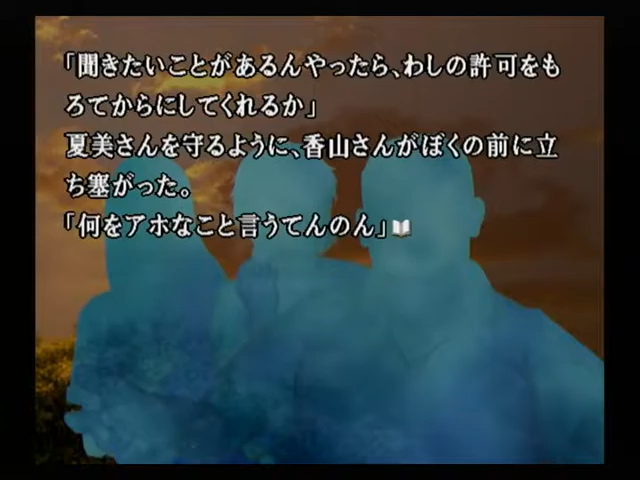 「聞きたいことがあるんやったら、わしの許可をも
ろてからにしてくれるか」
夏美さんを守るように、香山さんがぼくの前に立
ち塞がった。
「何をアホなこと言うてんのん」